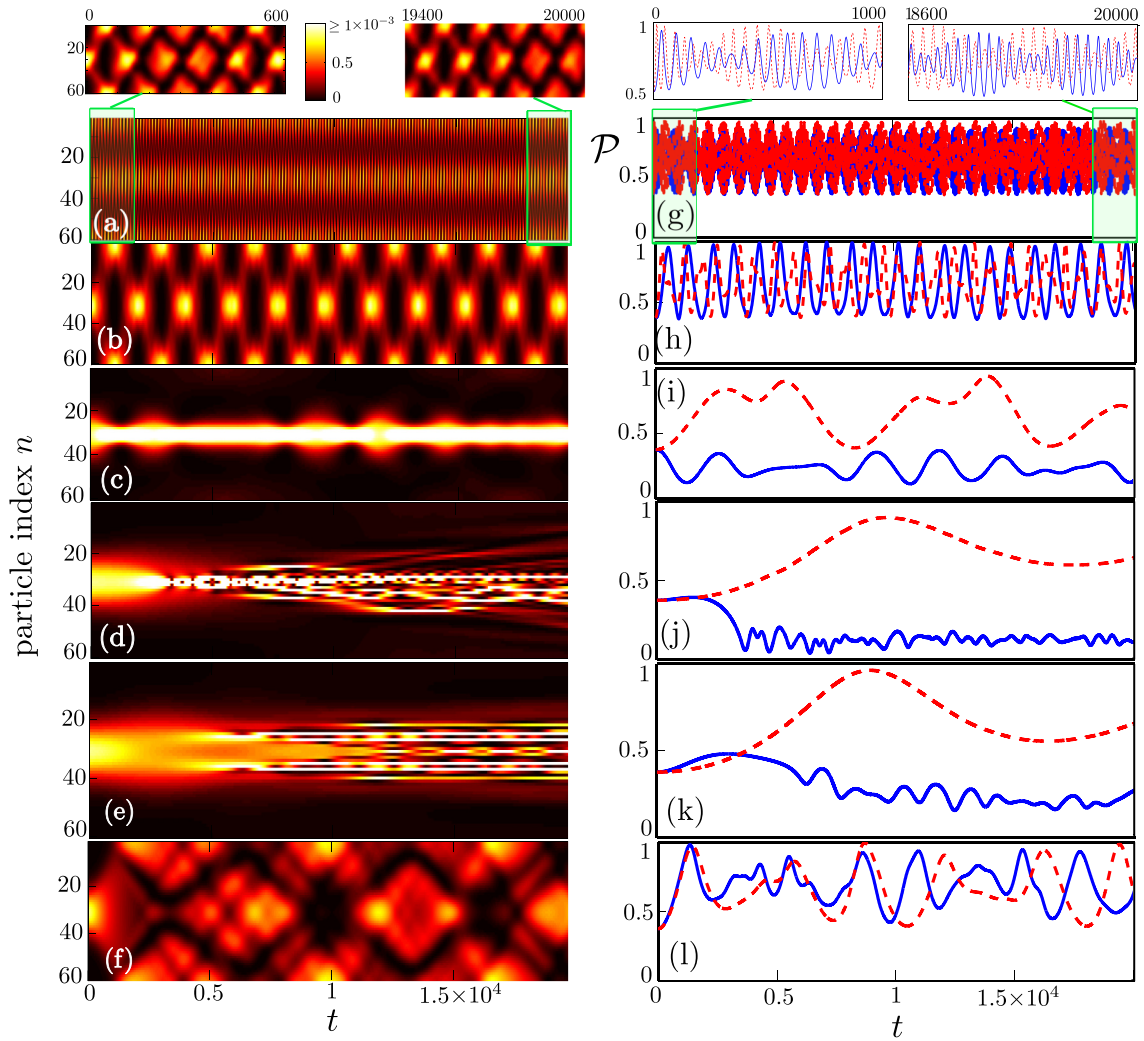 0 600 ≥ 1×10⁻³ 19400 20000 0 1000 18600 20000
20 0.5 1
60 0 0.5
20 1
40 𝒫 0.5
60 (a) 0 (g)
20 1
40 0.5
60 (b) 0 (h)
20 1 (i)
40 0.5
60 (c) 0
20 1
40 0.5
60 (d) 0 (j)
20 1
40 0.5
60 (e) 0 (k)
20 1
40 0.5
60 (f) 0 (l)
particle index n
0 0.5 1 1.5×10⁴ 0 0.5 1 1.5×10⁴
t t